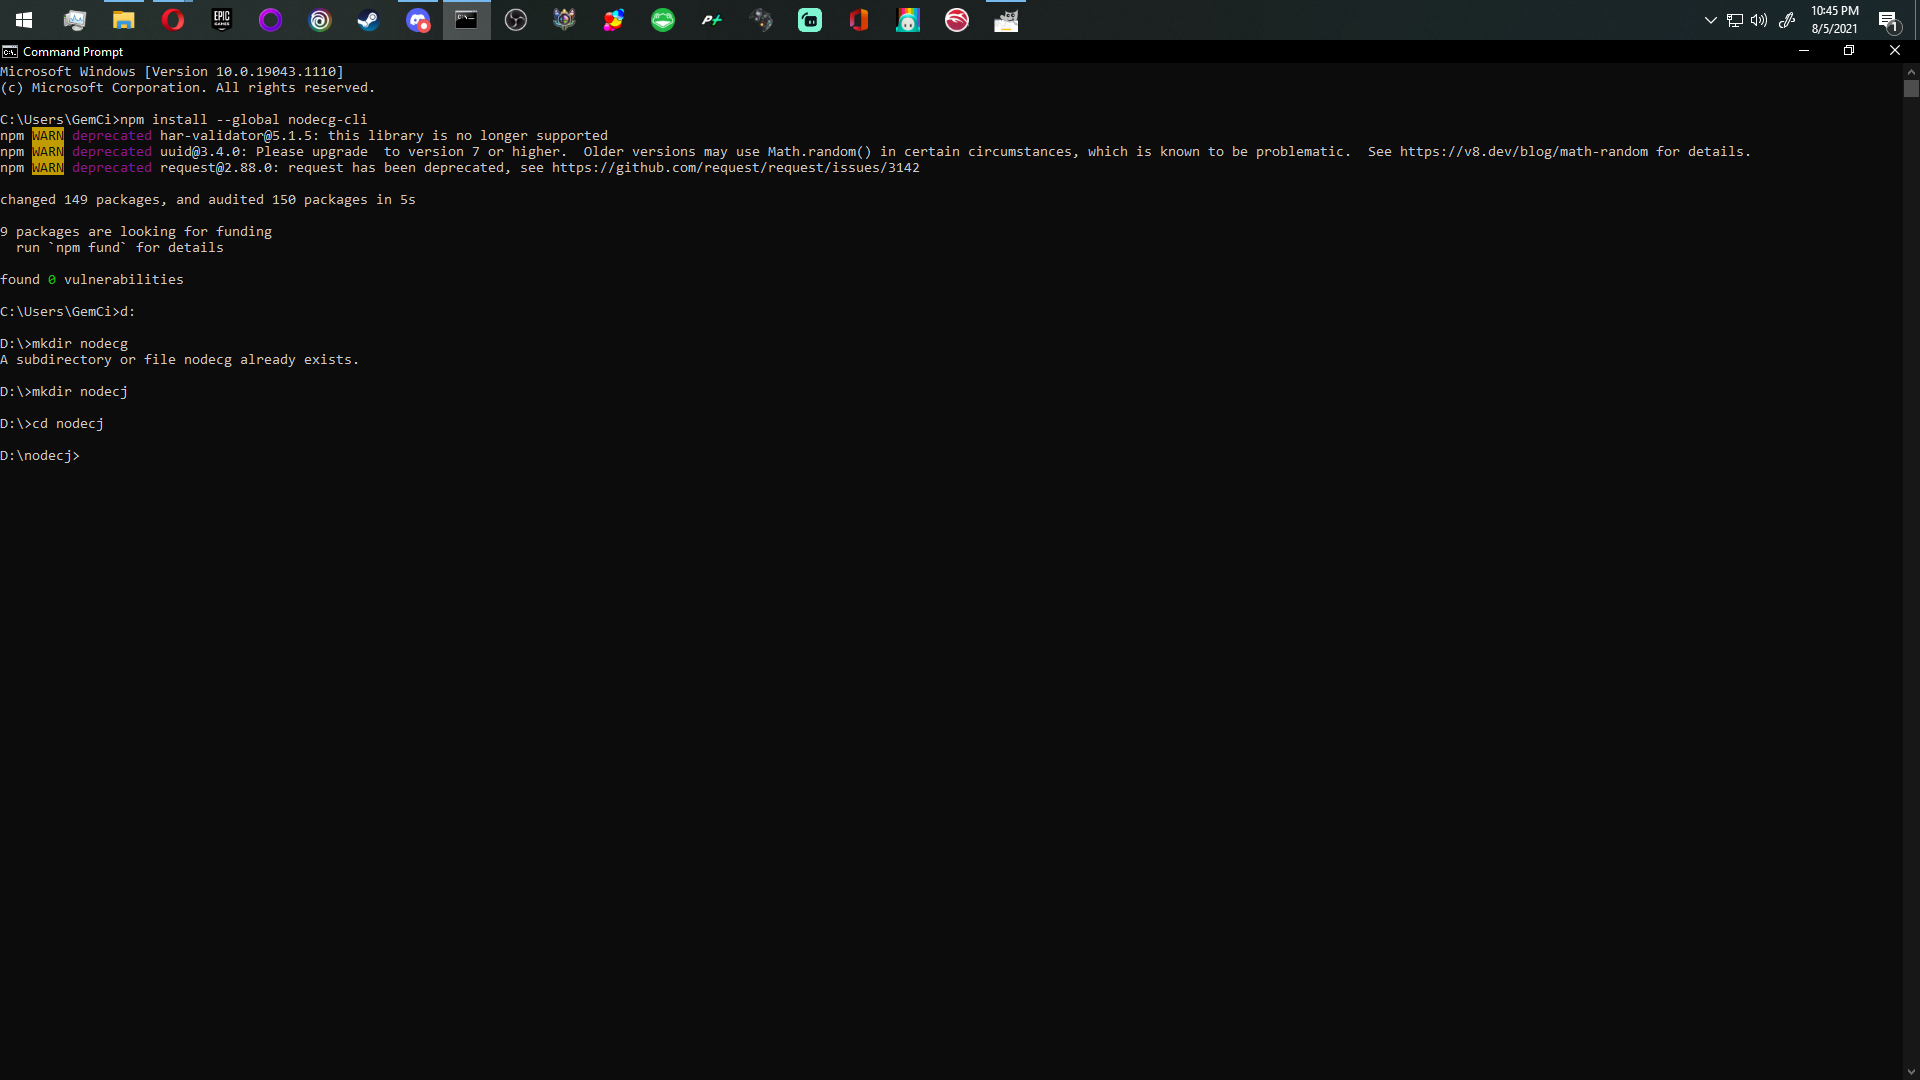 EPIC
GAMES
10:45 PM
8/5/2021
1
Command Prompt
Microsoft Windows [Version 10.0.19043.1110]
(c) Microsoft Corporation. All rights reserved.
C:\Users\GemCi>npm install --global nodecg-cli
npm WARN deprecated har-validator@5.1.5: this library is no longer supported
npm WARN deprecated uuid@3.4.0: Please upgrade  to version 7 or higher.  Older versions may use Math.random() in certain circumstances, which is known to be problematic.  See https://v8.dev/blog/math-random for details.
npm WARN deprecated request@2.88.0: request has been deprecated, see https://github.com/request/request/issues/3142
changed 149 packages, and audited 150 packages in 5s
9 packages are looking for funding
  run `npm fund` for details
found 0 vulnerabilities
C:\Users\GemCi>d:
D:\>mkdir nodecg
A subdirectory or file nodecg already exists.
D:\>mkdir nodecj
D:\>cd nodecj
D:\nodecj>